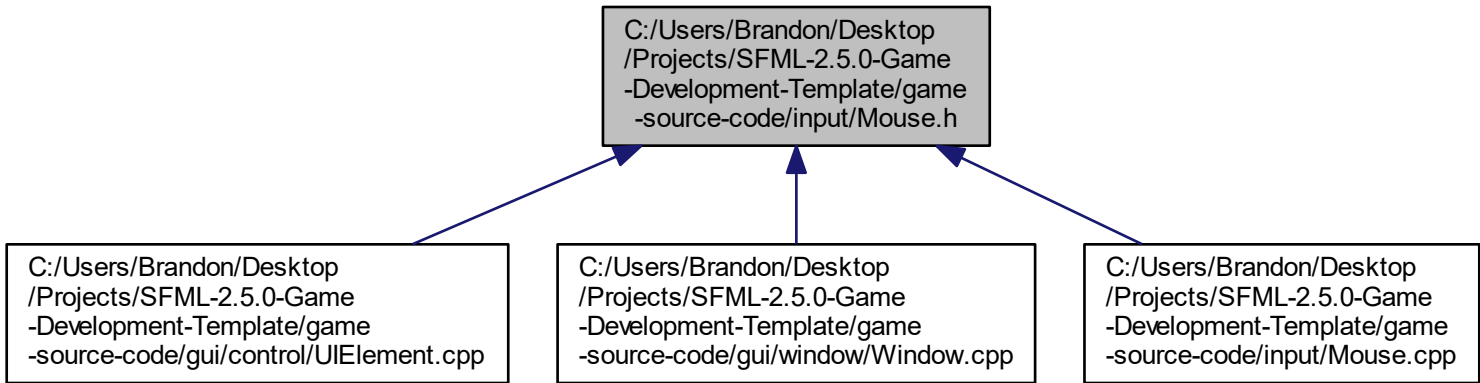 C:/Users/Brandon/Desktop
/Projects/SFML-2.5.0-Game
-Development-Template/game
-source-code/input/Mouse.h
C:/Users/Brandon/Desktop
/Projects/SFML-2.5.0-Game
-Development-Template/game
-source-code/gui/control/UIElement.cpp
C:/Users/Brandon/Desktop
/Projects/SFML-2.5.0-Game
-Development-Template/game
-source-code/gui/window/Window.cpp
C:/Users/Brandon/Desktop
/Projects/SFML-2.5.0-Game
-Development-Template/game
-source-code/input/Mouse.cpp